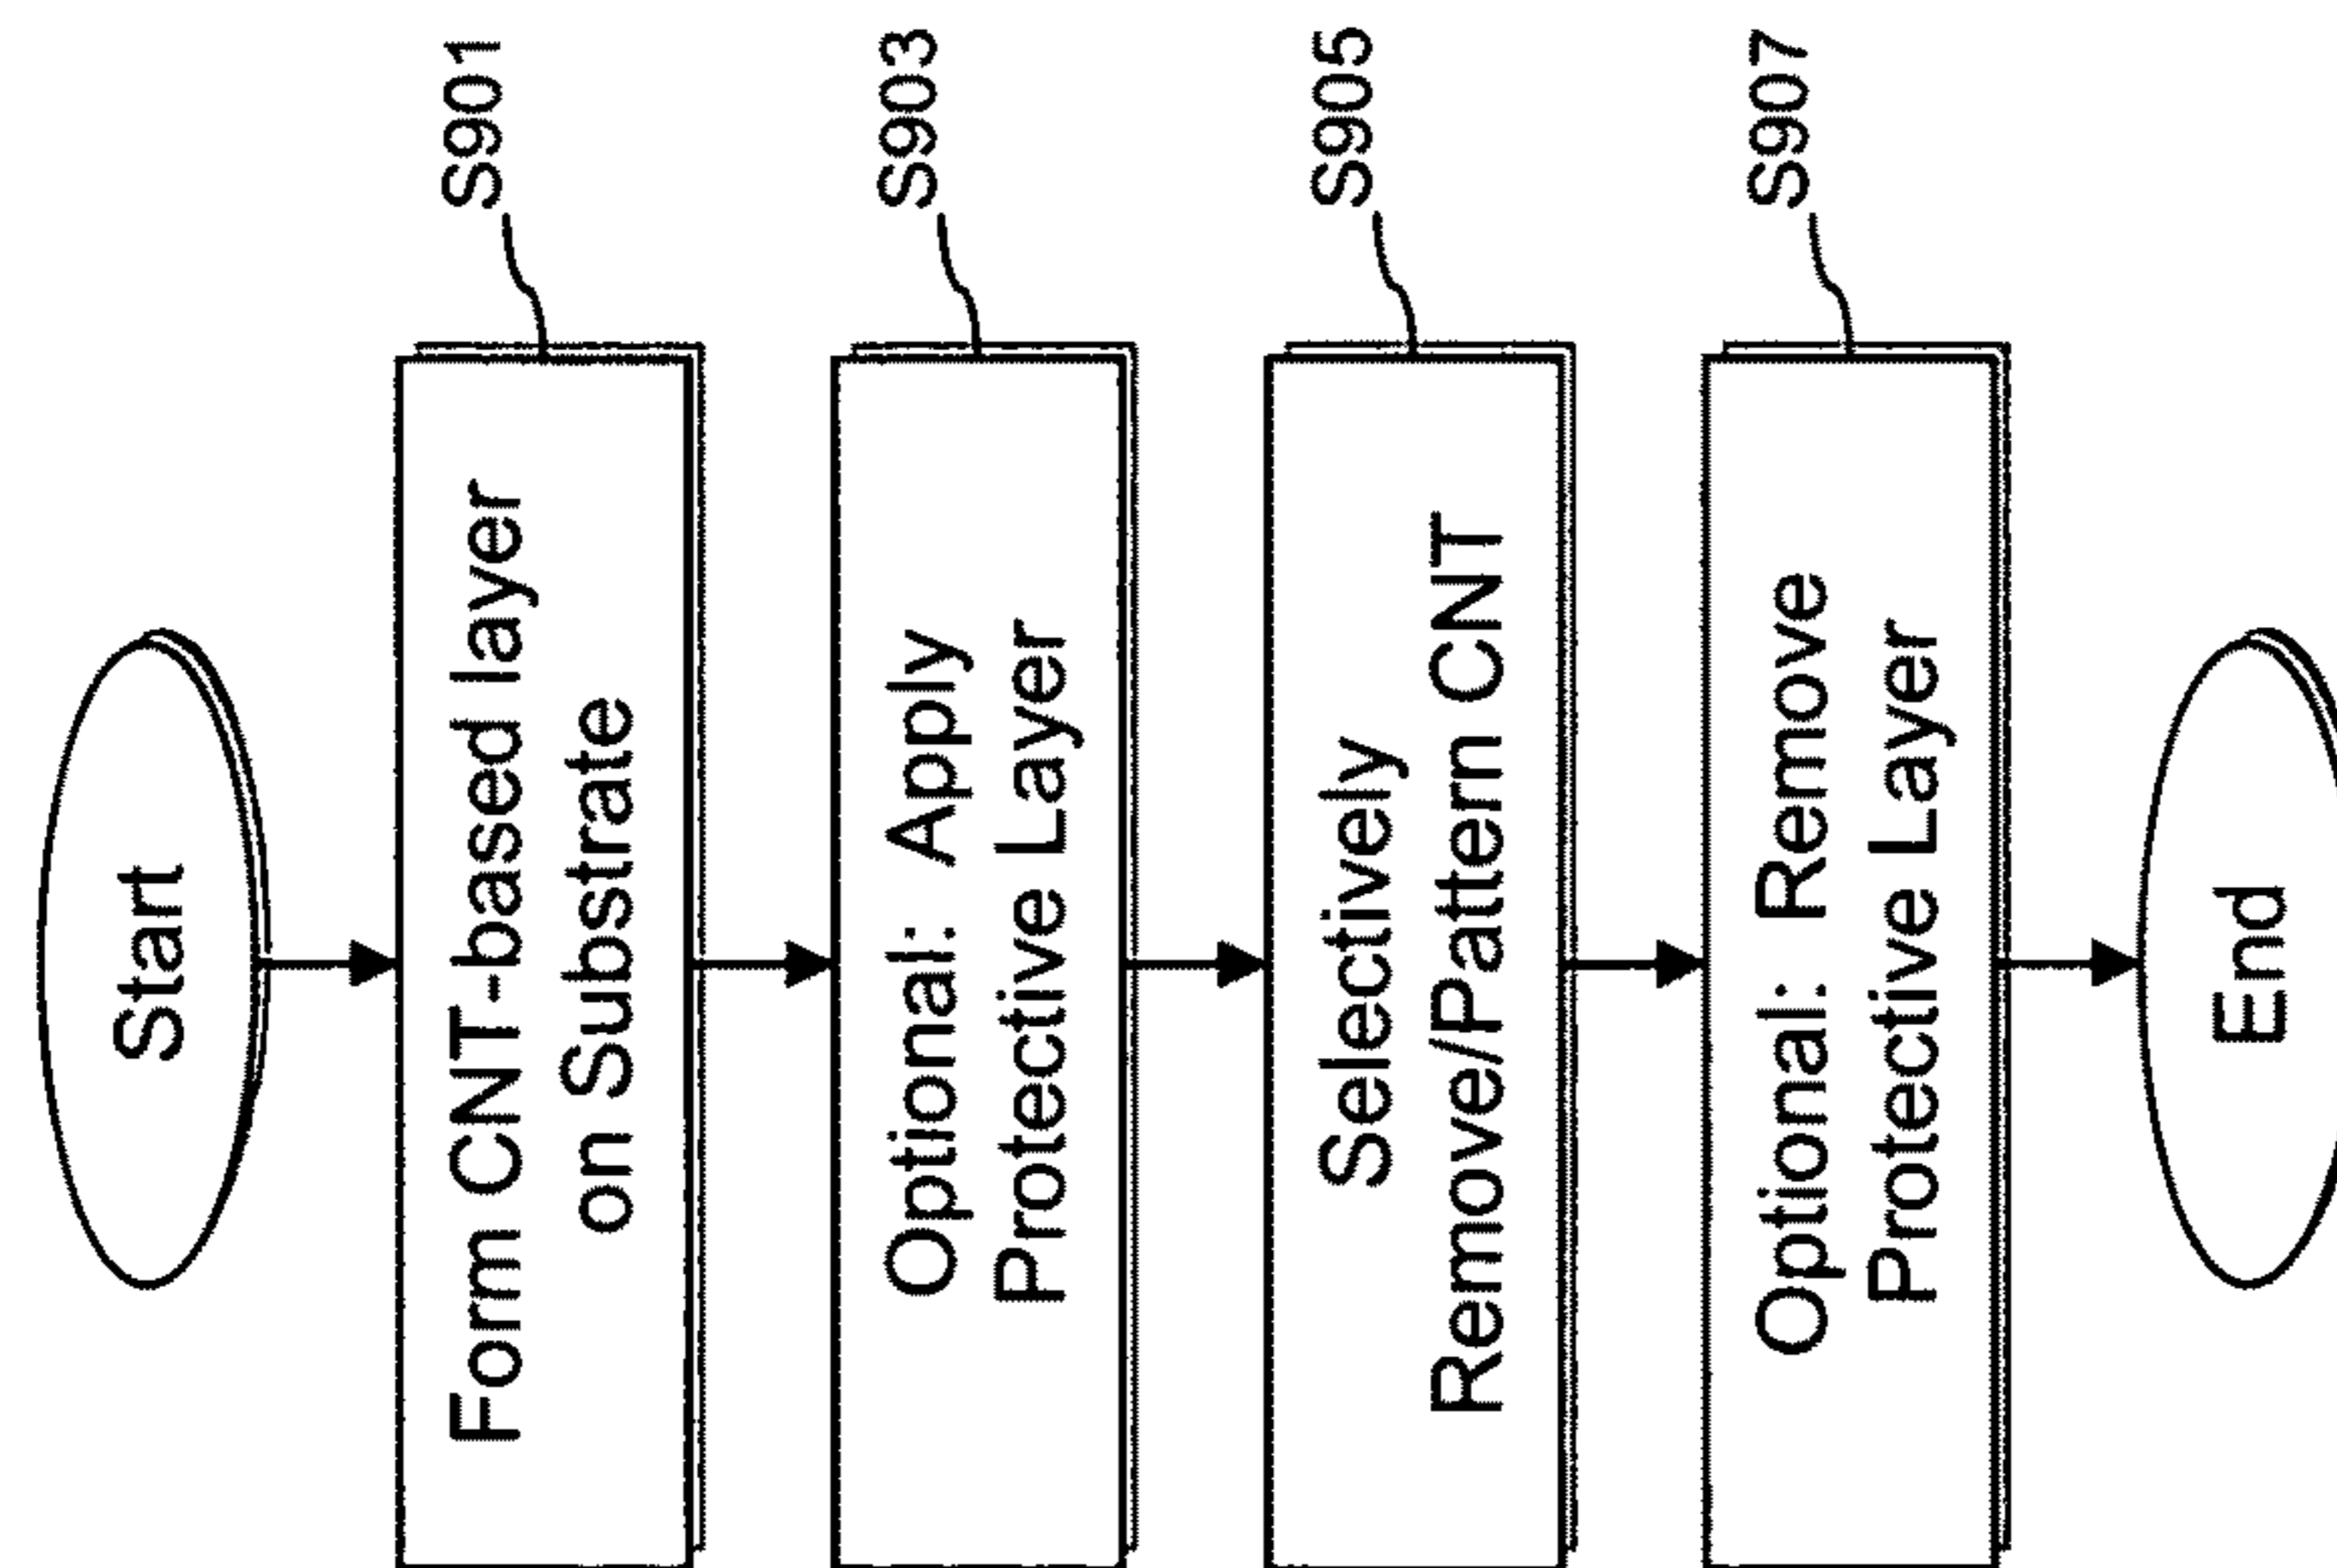 Start
Form CNT-based layer
on Substrate
S901
Optional: Apply
Protective Layer
S903
Selectively
Remove/Pattern CNT
S905
Optional: Remove
Protective Layer
S907
End